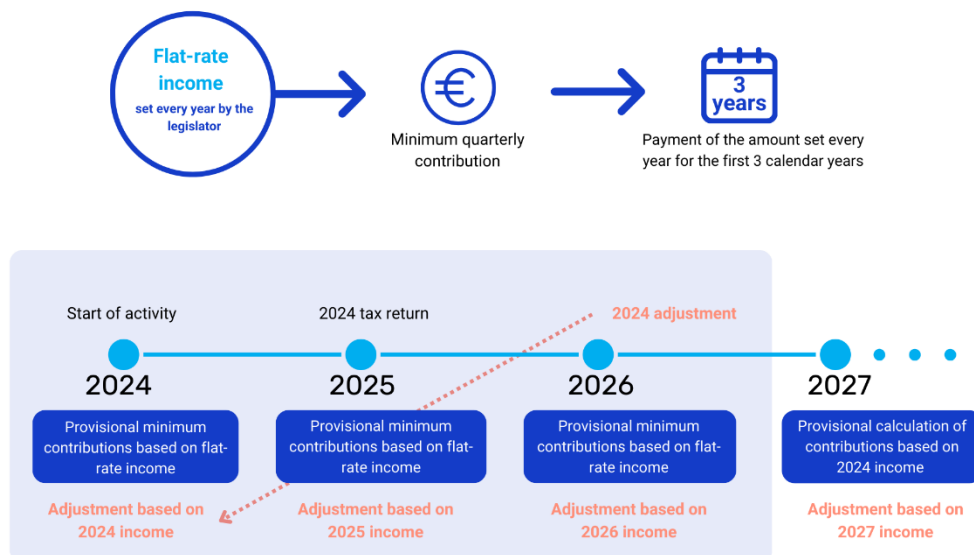 Flat-rate
income
set every year by the
legislator
Minimum quarterly
contribution
3
years
Payment of the amount set every
year for the first 3 calendar years
Start of activity
2024 tax return
2024 adjustment
2024
2025
2026
2027
Provisional minimum
contributions based on flat-
rate income
Provisional minimum
contributions based on flat-
rate income
Provisional minimum
contributions based on flat-
rate income
Provisional calculation of
contributions based on
2024 income
Adjustment based on
2024 income
Adjustment based on
2025 income
Adjustment based on
2026 income
Adjustment based on
2027 income